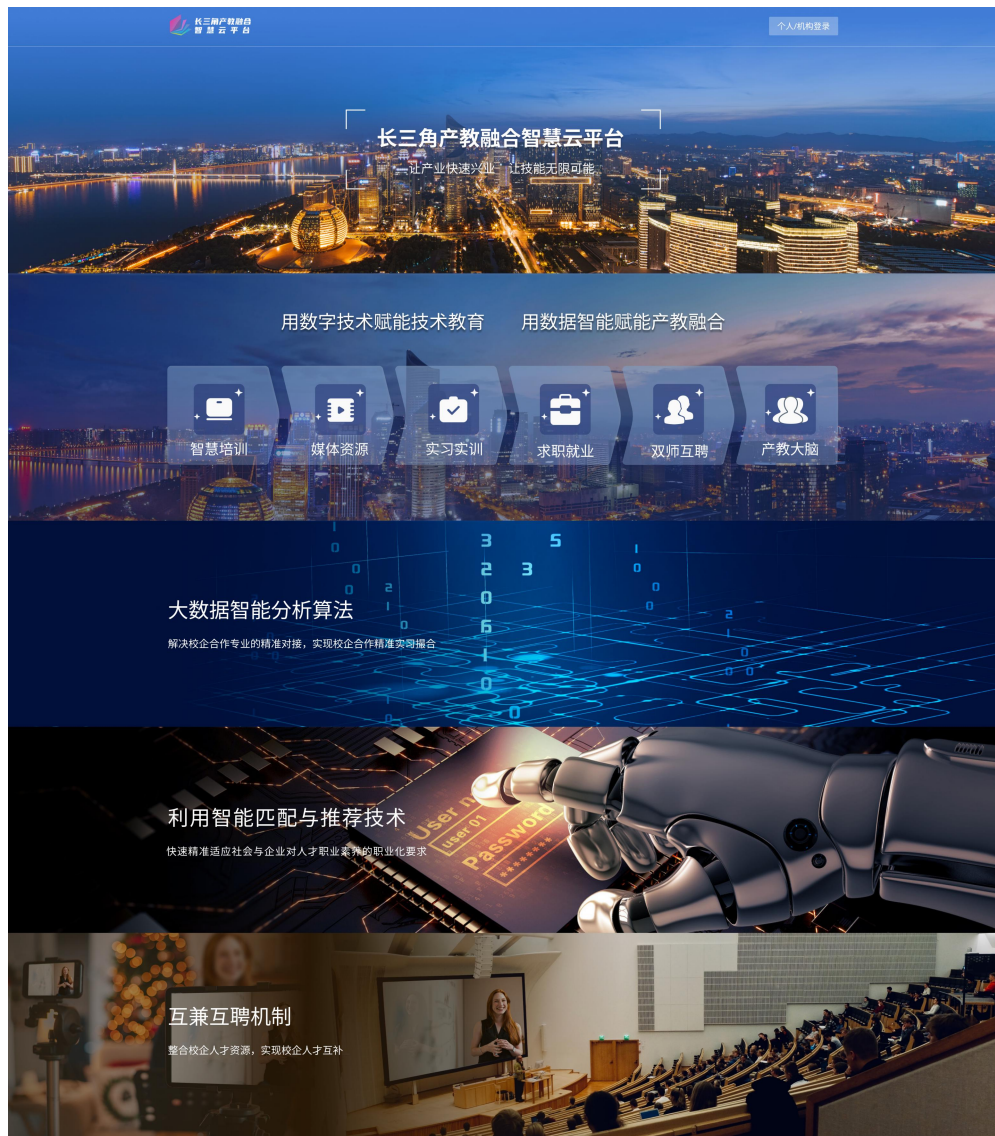 长三角产教融合
智慧云平台
个人/机构登录
长三角产教融合智慧云平台
让产业快速兴业 让技能无限可能
用数字技术赋能技术教育 用数据智能赋能产教融合
智慧培训
媒体资源
实习实训
求职就业
双师互聘
产教大脑
大数据智能分析算法
解决校企合作专业的精准对接，实现校企合作精准实习撮合
利用智能匹配与推荐技术
快速精准适应社会与企业对人才职业素养的职业化要求
user 01
Password
********
互兼互聘机制
整合校企人才资源，实现校企人才互补